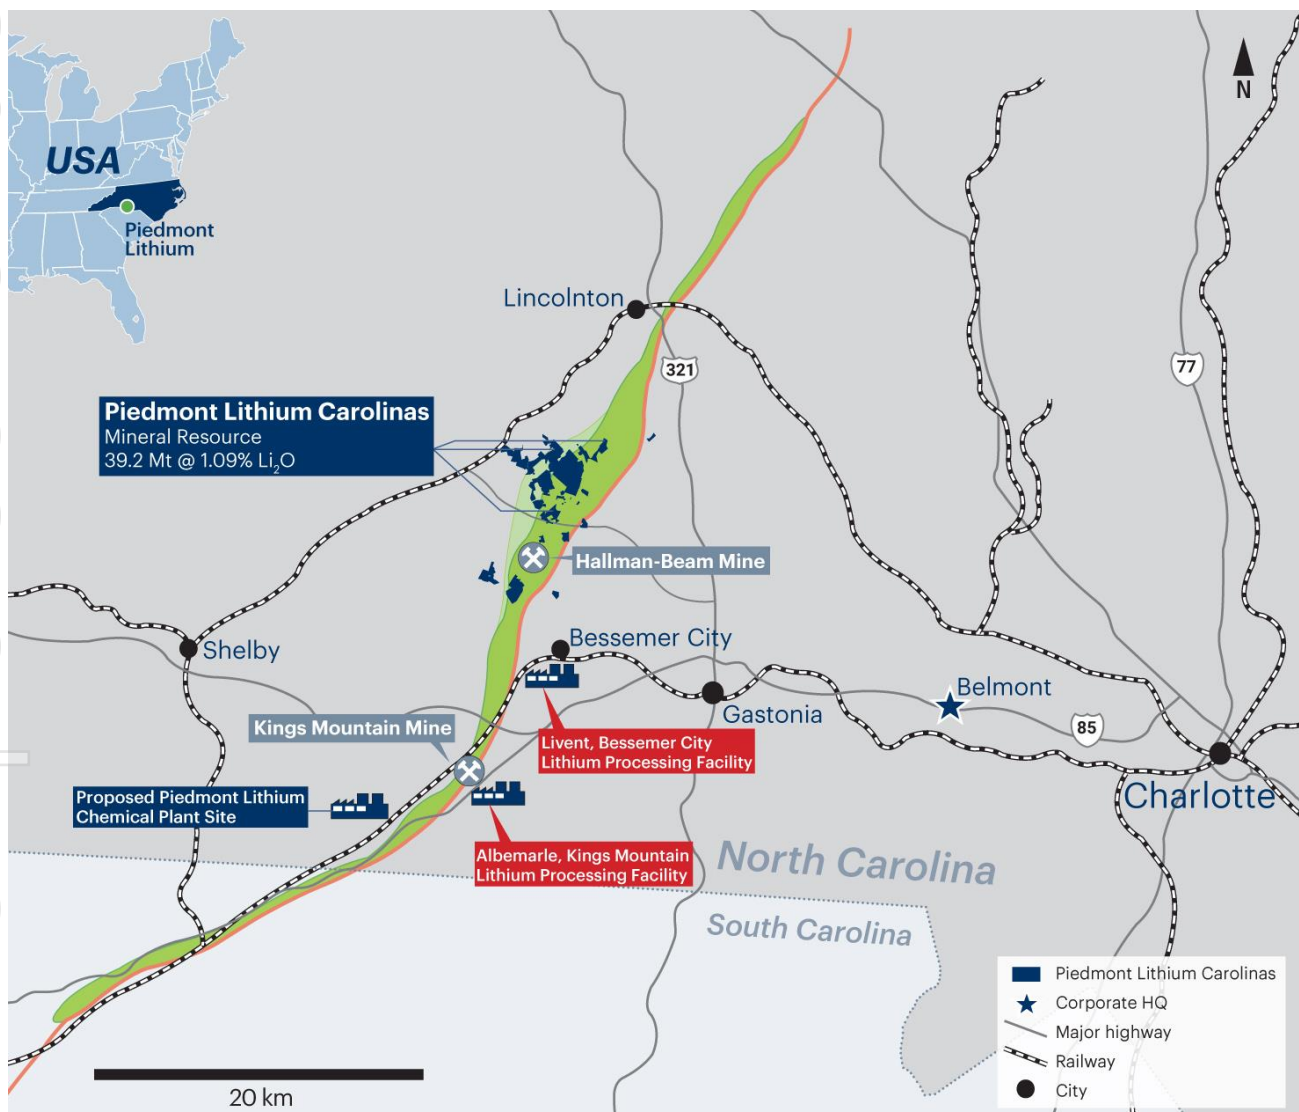 N
USA
Piedmont
Lithium
Lincolnton
321
77
Piedmont Lithium Carolinas
Mineral Resource
39.2 Mt @ 1.09% Li₂O
Hallman-Beam Mine
Shelby
Bessemer City
Belmont
Gastonia
Kings Mountain Mine
85
Livent, Bessemer City
Lithium Processing Facility
Proposed Piedmont Lithium
Chemical Plant Site
Charlotte
Albemarle, Kings Mountain
Lithium Processing Facility
North Carolina
South Carolina
Piedmont Lithium Carolinas
Corporate HQ
Major highway
Railway
City
20 km